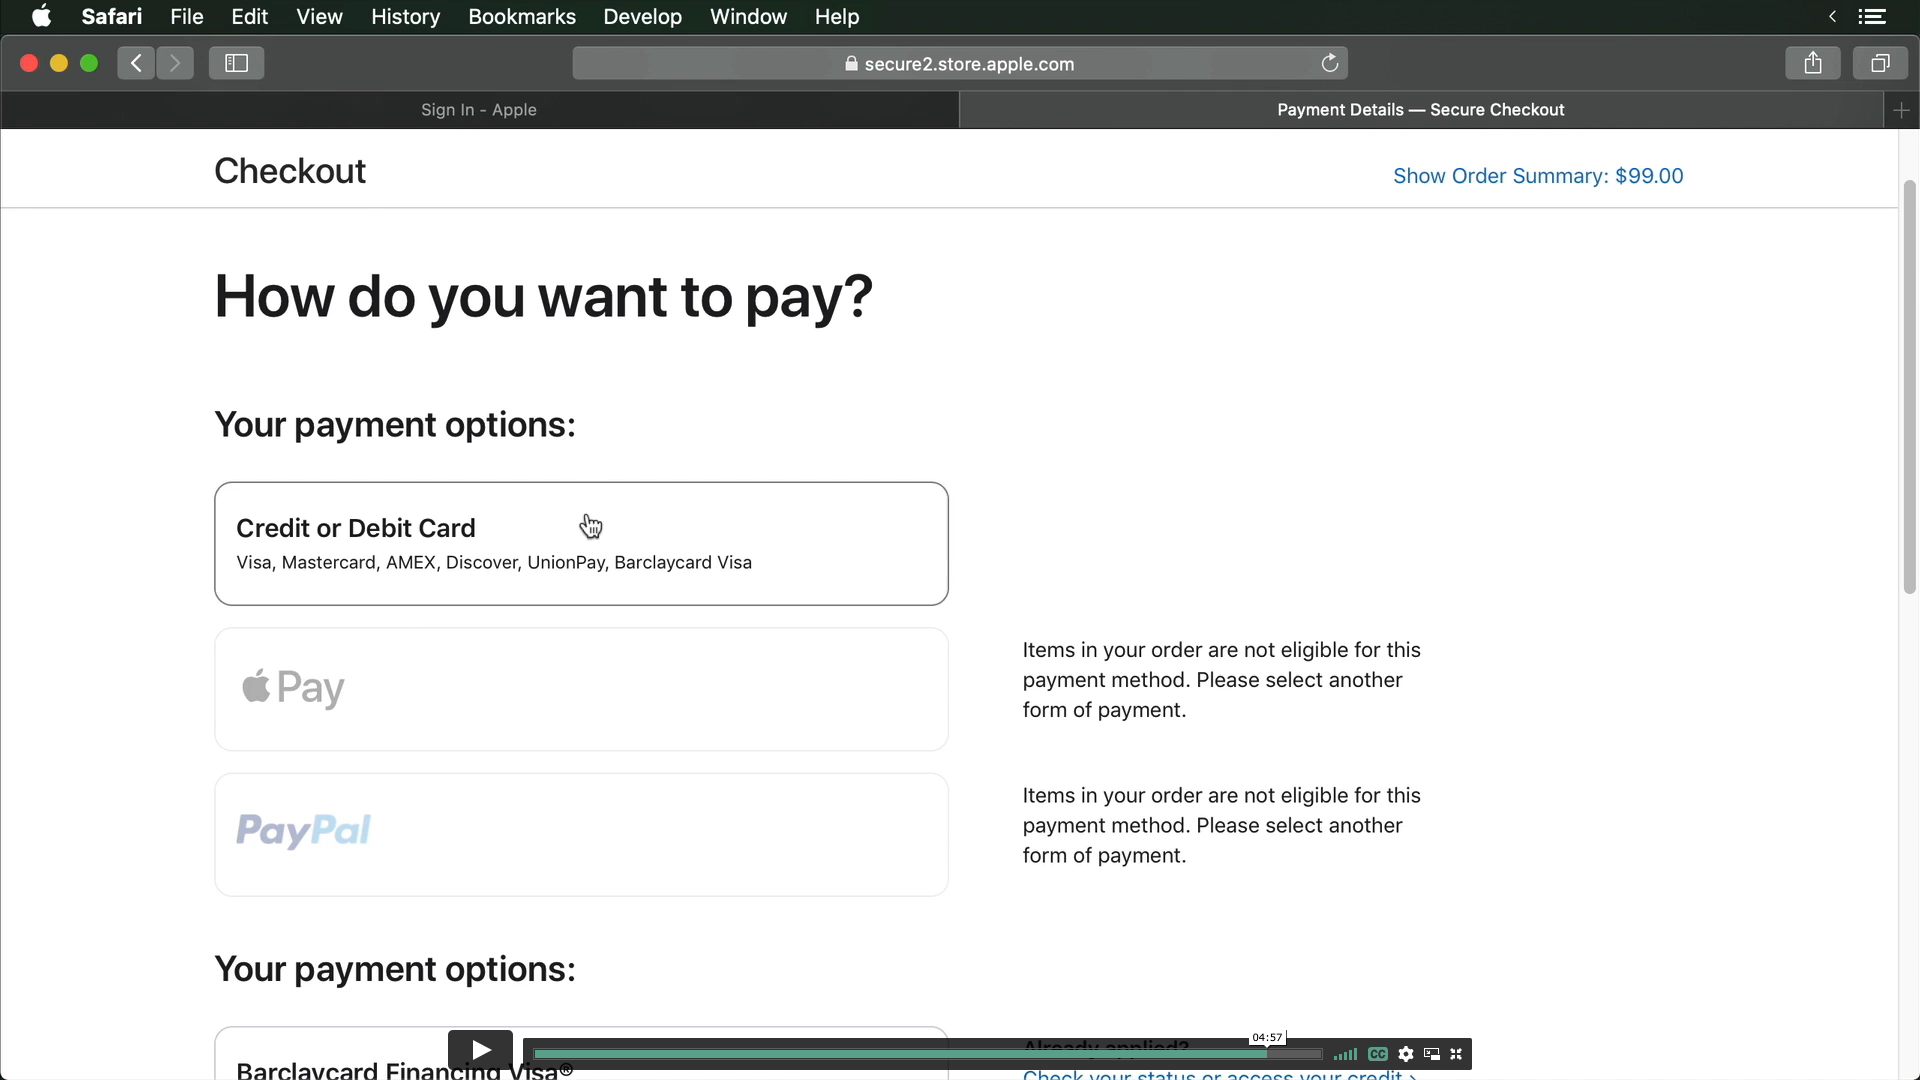 Safari File Edit View History Bookmarks Develop Window Help
secure2.store.apple.com
Sign In - Apple
Payment Details — Secure Checkout
Checkout
Show Order Summary: $99.00
How do you want to pay?
Your payment options:
Credit or Debit Card
Visa, Mastercard, AMEX, Discover, UnionPay, Barclaycard Visa
Pay
Items in your order are not eligible for this
payment method. Please select another
form of payment.
PayPal
Items in your order are not eligible for this
payment method. Please select another
form of payment.
Your payment options:
04:57
Already applied?
CC
Barclaycard Financing Visa®
Check your status or access your credit >